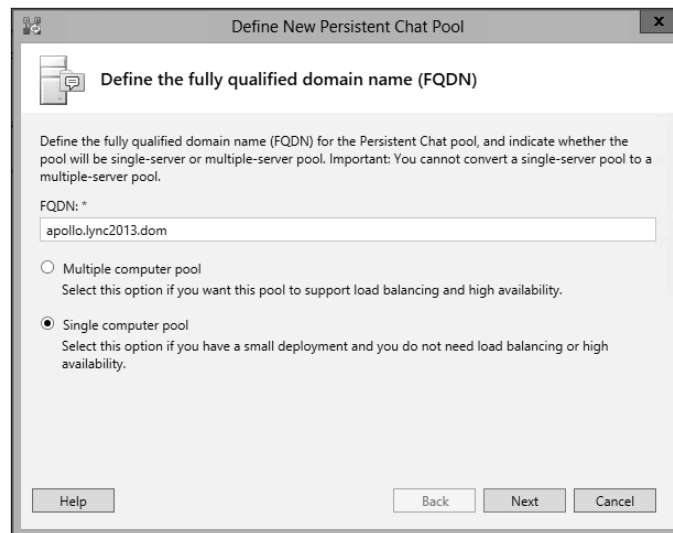 Define New Persistent Chat Pool
x
Define the fully qualified domain name (FQDN)
Define the fully qualified domain name (FQDN) for the Persistent Chat pool, and indicate whether the
pool will be single-server or multiple-server pool. Important: You cannot convert a single-server pool to a
multiple-server pool.
FQDN: *
apollo.lync2013.dom
Multiple computer pool
Select this option if you want this pool to support load balancing and high availability.
Single computer pool
Select this option if you have a small deployment and you do not need load balancing or high
availability.
Help Back Next Cancel